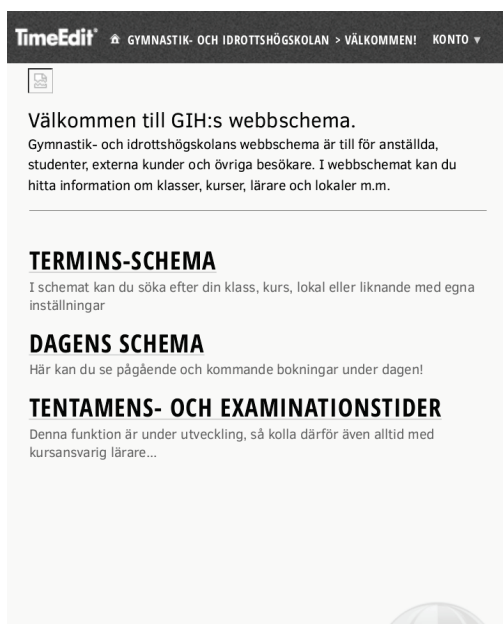 TimeEdit GYMNASTIK- OCH IDROTTSHÖGSKOLAN > VÄLKOMMEN! KONTO ▼
Välkommen till GIH:s webbschema.
Gymnastik- och idrottshögskolans webbschema är till för anställda,
studenter, externa kunder och övriga besökare. I webbschemat kan du
hitta information om klasser, kurser, lärare och lokaler m.m.
TERMINS-SCHEMA
I schemat kan du söka efter din klass, kurs, lokal eller liknande med egna
inställningar
DAGENS SCHEMA
Här kan du se pågående och kommande bokningar under dagen!
TENTAMENS- OCH EXAMINATIONSTIDER
Denna funktion är under utveckling, så kolla därför även alltid med
kursansvarig lärare...